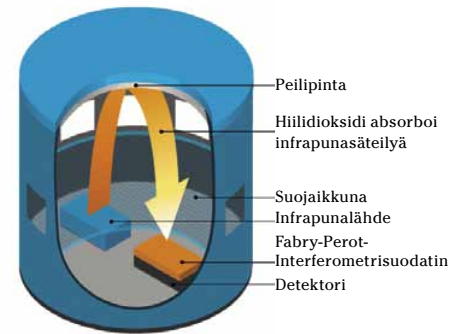 Peilipinta
Hiilidioksidi absorboi
infrapunasäteilyä
Suojaikkuna
Infrapunalähde
Fabry-Perot-
Interferometrisuodatin
Detektori